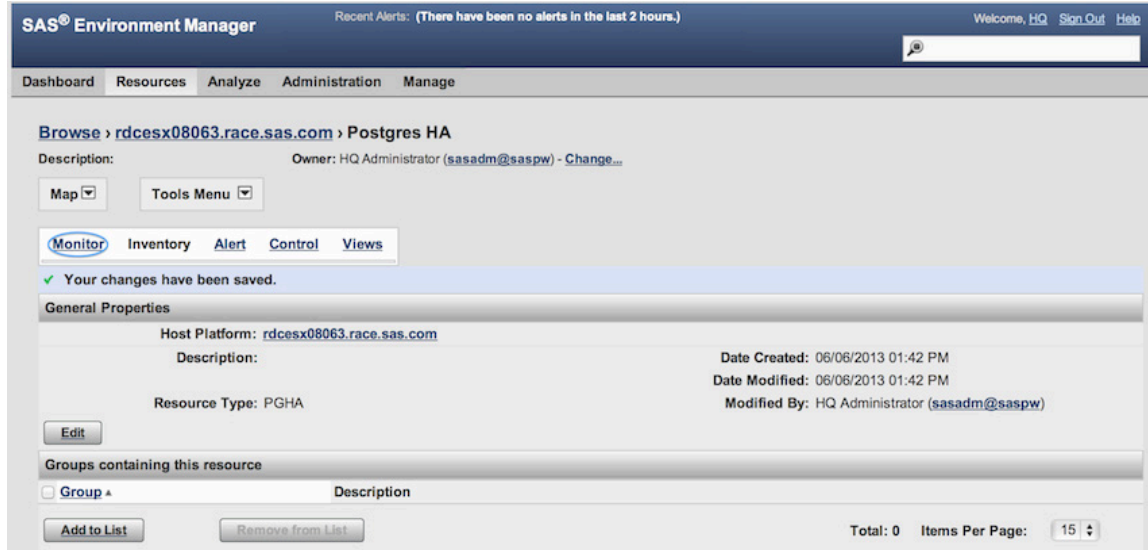 SAS® Environment Manager
Recent Alerts: (There have been no alerts in the last 2 hours.)
Welcome, HQ Sign Out Help
Dashboard Resources Analyze Administration Manage
Browse › rdcesx08063.race.sas.com › Postgres HA
Description: Owner: HQ Administrator (sasadm@saspw) - Change...
Map Tools Menu
Monitor Inventory Alert Control Views
✓ Your changes have been saved.
General Properties
Host Platform: rdcesx08063.race.sas.com
Description: Date Created: 06/06/2013 01:42 PM
Date Modified: 06/06/2013 01:42 PM
Resource Type: PGHA Modified By: HQ Administrator (sasadm@saspw)
Edit
Groups containing this resource
Group Description
Add to List Remove from List Total: 0 Items Per Page: 15